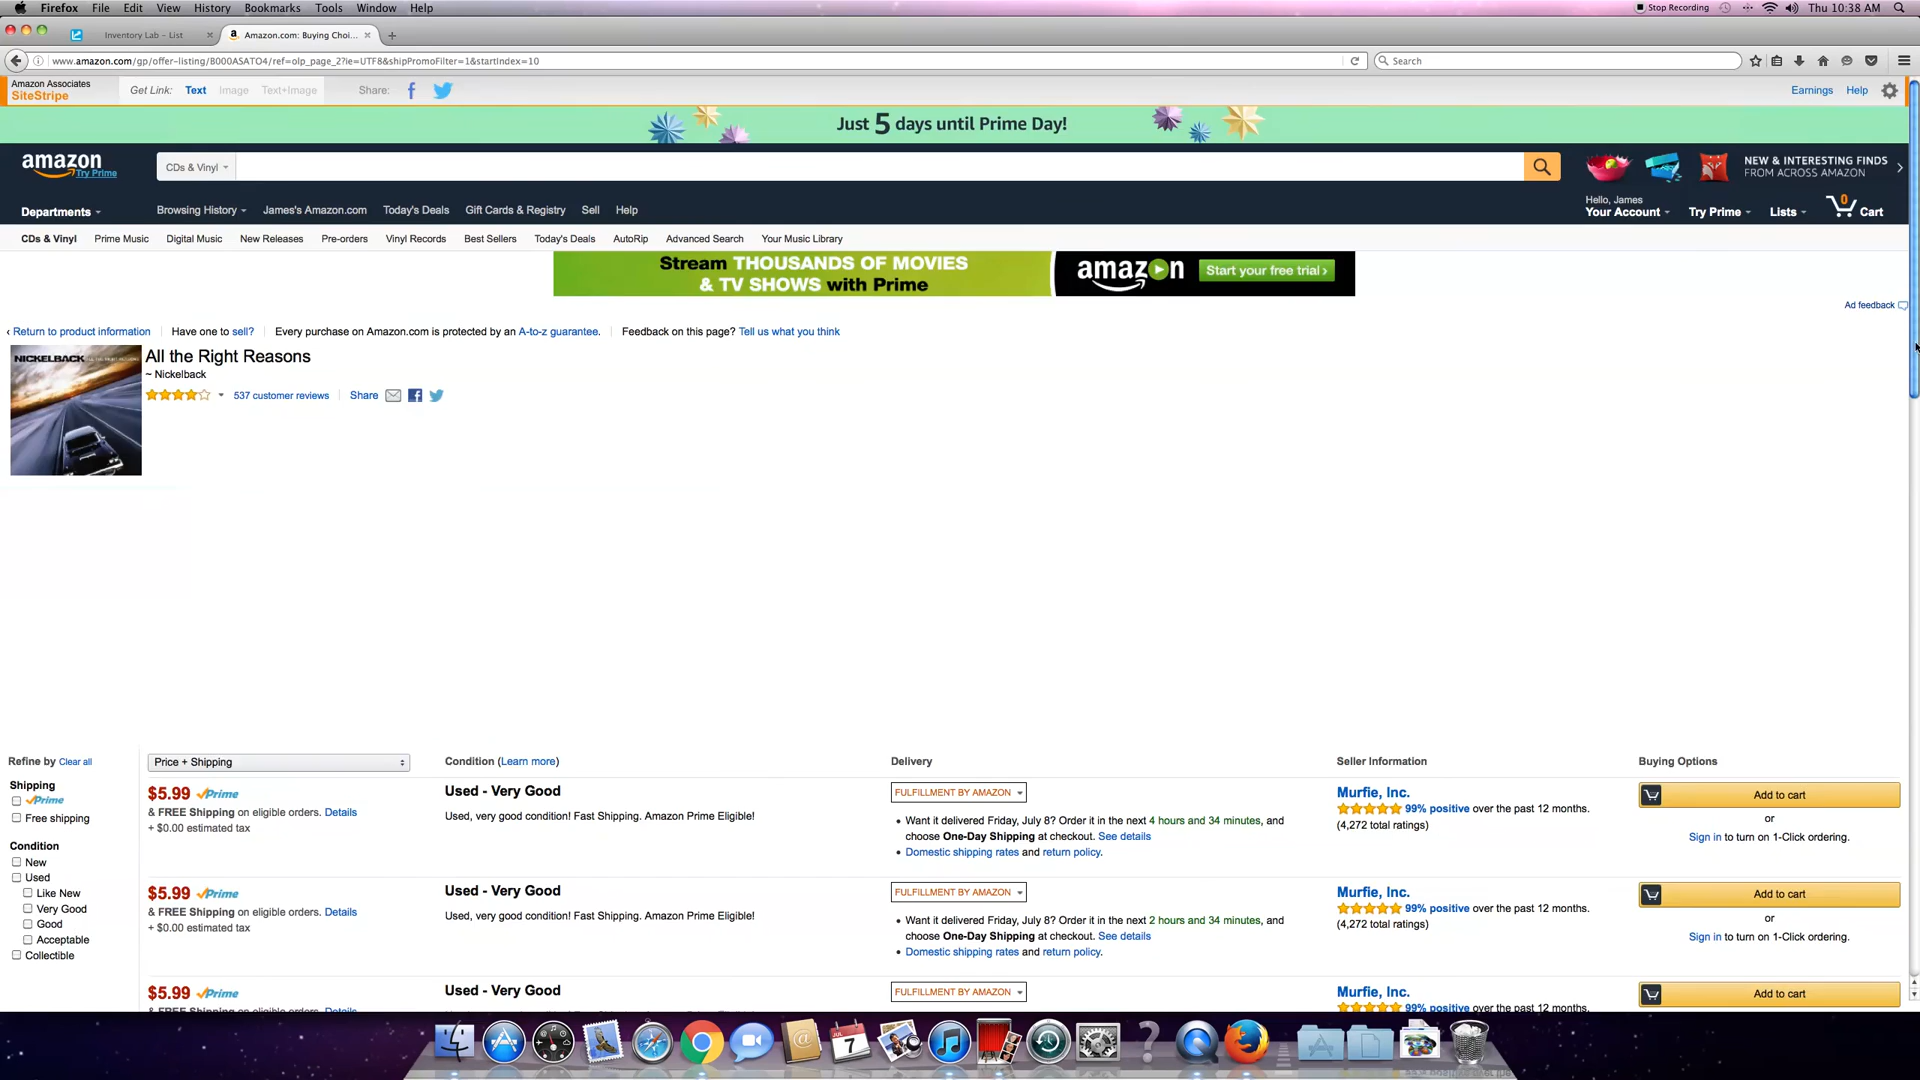 Firefox File Edit View History Bookmarks Tools Window Help Stop Recording Thu 10:38 AM
Inventory Lab - List Amazon.com: Buying Choi...
www.amazon.com/gp/offer-listing/B000ASATO4/ref=olp_page_2?ie=UTF8&shipPromoFilter=1&startIndex=10 Search
Amazon Associates
SiteStripe
Get Link: Text Image Text+Image Share: Earnings Help
Just 5 days until Prime Day!
amazon
Try Prime
CDs & Vinyl
NEW & INTERESTING FINDS
FROM ACROSS AMAZON
Departments Browsing History James's Amazon.com Today's Deals Gift Cards & Registry Sell Help
Hello, James
Your Account Try Prime Lists 0 Cart
CDs & Vinyl Prime Music Digital Music New Releases Pre-orders Vinyl Records Best Sellers Today's Deals AutoRip Advanced Search Your Music Library
Stream THOUSANDS OF MOVIES
& TV SHOWS with Prime
amazon Start your free trial ›
Ad feedback
‹ Return to product information Have one to sell? Every purchase on Amazon.com is protected by an A-to-z guarantee. Feedback on this page? Tell us what you think
NICKELBACK
All the Right Reasons
~ Nickelback
537 customer reviews Share
Refine by Clear all
Shipping
Prime
Free shipping
Condition
New
Used
Like New
Very Good
Good
Acceptable
Collectible
Price + Shipping Condition (Learn more) Delivery Seller Information Buying Options
$5.99 Prime
& FREE Shipping on eligible orders. Details
+ $0.00 estimated tax
Used - Very Good
Used, very good condition! Fast Shipping. Amazon Prime Eligible!
FULFILLMENT BY AMAZON
• Want it delivered Friday, July 8? Order it in the next 4 hours and 34 minutes, and
choose One-Day Shipping at checkout. See details
• Domestic shipping rates and return policy.
Murfie, Inc.
99% positive over the past 12 months.
(4,272 total ratings)
Add to cart
or
Sign in to turn on 1-Click ordering.
$5.99 Prime
& FREE Shipping on eligible orders. Details
+ $0.00 estimated tax
Used - Very Good
Used, very good condition! Fast Shipping. Amazon Prime Eligible!
FULFILLMENT BY AMAZON
• Want it delivered Friday, July 8? Order it in the next 2 hours and 34 minutes, and
choose One-Day Shipping at checkout. See details
• Domestic shipping rates and return policy.
Murfie, Inc.
99% positive over the past 12 months.
(4,272 total ratings)
Add to cart
or
Sign in to turn on 1-Click ordering.
$5.99 Prime
& FREE Shipping on eligible orders. Details
Used - Very Good
FULFILLMENT BY AMAZON
Murfie, Inc.
99% positive over the past 12 months.
Add to cart
JUL
7